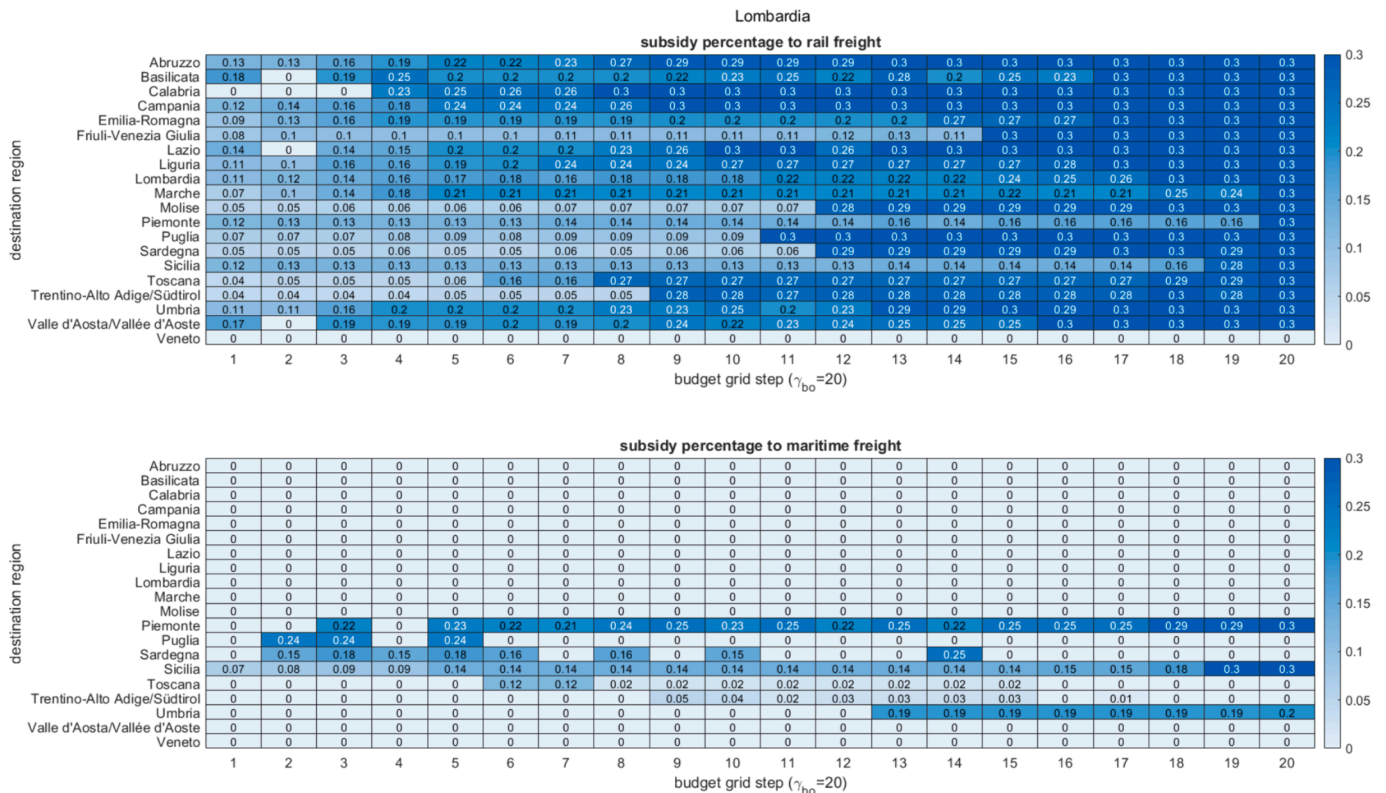 Lombardia
subsidy percentage to rail freight
destination region
Abruzzo 0.13 0.13 0.16 0.19 0.22 0.22 0.23 0.27 0.29 0.29 0.29 0.29 0.3 0.3 0.3 0.3 0.3 0.3 0.3 0.3
Basilicata 0.18 0 0.19 0.25 0.2 0.2 0.2 0.2 0.22 0.23 0.25 0.22 0.28 0.2 0.25 0.23 0.3 0.3 0.3 0.3
Calabria 0 0 0 0.23 0.25 0.26 0.26 0.3 0.3 0.3 0.3 0.3 0.3 0.3 0.3 0.3 0.3 0.3 0.3 0.3
Campania 0.12 0.14 0.16 0.18 0.24 0.24 0.24 0.26 0.3 0.3 0.3 0.3 0.3 0.3 0.3 0.3 0.3 0.3 0.3 0.3
Emilia-Romagna 0.09 0.13 0.16 0.19 0.19 0.19 0.19 0.19 0.2 0.2 0.2 0.2 0.2 0.27 0.27 0.27 0.3 0.3 0.3 0.3
Friuli-Venezia Giulia 0.08 0.1 0.1 0.1 0.1 0.1 0.11 0.11 0.11 0.11 0.11 0.12 0.13 0.11 0.3 0.3 0.3 0.3 0.3 0.3
Lazio 0.14 0 0.14 0.15 0.2 0.2 0.2 0.23 0.26 0.3 0.3 0.26 0.3 0.3 0.3 0.3 0.3 0.3 0.3 0.3
Liguria 0.11 0.1 0.16 0.16 0.19 0.2 0.24 0.24 0.24 0.27 0.27 0.27 0.27 0.27 0.27 0.28 0.3 0.3 0.3 0.3
Lombardia 0.11 0.12 0.14 0.16 0.17 0.18 0.16 0.18 0.18 0.18 0.22 0.22 0.22 0.22 0.24 0.25 0.26 0.3 0.3 0.3
Marche 0.07 0.1 0.14 0.18 0.21 0.21 0.21 0.21 0.21 0.21 0.21 0.21 0.21 0.21 0.22 0.21 0.21 0.25 0.24 0.3
Molise 0.05 0.05 0.06 0.06 0.06 0.06 0.07 0.07 0.07 0.07 0.07 0.28 0.29 0.29 0.29 0.29 0.29 0.3 0.3 0.3
Piemonte 0.12 0.13 0.13 0.13 0.13 0.13 0.14 0.14 0.14 0.14 0.14 0.14 0.16 0.14 0.16 0.16 0.16 0.16 0.16 0.3
Puglia 0.07 0.07 0.07 0.08 0.09 0.08 0.09 0.09 0.09 0.09 0.3 0.3 0.3 0.3 0.3 0.3 0.3 0.3 0.3 0.3
Sardegna 0.05 0.05 0.05 0.05 0.05 0.05 0.06 0.05 0.06 0.06 0.06 0.29 0.29 0.29 0.29 0.29 0.3 0.3 0.29 0.3
Sicilia 0.12 0.13 0.13 0.13 0.13 0.13 0.13 0.13 0.13 0.13 0.13 0.13 0.14 0.14 0.14 0.14 0.14 0.16 0.28 0.3
Toscana 0.04 0.05 0.05 0.05 0.06 0.16 0.16 0.27 0.27 0.27 0.27 0.27 0.27 0.27 0.27 0.27 0.27 0.29 0.29 0.3
Trentino-Alto Adige/Südtirol 0.04 0.04 0.04 0.04 0.05 0.05 0.05 0.05 0.28 0.28 0.27 0.28 0.28 0.28 0.28 0.28 0.28 0.3 0.28 0.3
Umbria 0.11 0.11 0.16 0.2 0.2 0.2 0.2 0.23 0.23 0.25 0.2 0.23 0.29 0.29 0.3 0.29 0.3 0.3 0.3 0.3
Valle d'Aosta/Vallée d'Aoste 0.17 0 0.19 0.19 0.19 0.2 0.19 0.2 0.24 0.22 0.23 0.24 0.25 0.25 0.25 0.3 0.3 0.3 0.3 0.3
Veneto 0 0 0 0 0 0 0 0 0 0 0 0 0 0 0 0 0 0 0 0
1 2 3 4 5 6 7 8 9 10 11 12 13 14 15 16 17 18 19 20
budget grid step (γbo=20)
0.3
0.25
0.2
0.15
0.1
0.05
0
subsidy percentage to maritime freight
destination region
Abruzzo 0 0 0 0 0 0 0 0 0 0 0 0 0 0 0 0 0 0 0 0
Basilicata 0 0 0 0 0 0 0 0 0 0 0 0 0 0 0 0 0 0 0 0
Calabria 0 0 0 0 0 0 0 0 0 0 0 0 0 0 0 0 0 0 0 0
Campania 0 0 0 0 0 0 0 0 0 0 0 0 0 0 0 0 0 0 0 0
Emilia-Romagna 0 0 0 0 0 0 0 0 0 0 0 0 0 0 0 0 0 0 0 0
Friuli-Venezia Giulia 0 0 0 0 0 0 0 0 0 0 0 0 0 0 0 0 0 0 0 0
Lazio 0 0 0 0 0 0 0 0 0 0 0 0 0 0 0 0 0 0 0 0
Liguria 0 0 0 0 0 0 0 0 0 0 0 0 0 0 0 0 0 0 0 0
Lombardia 0 0 0 0 0 0 0 0 0 0 0 0 0 0 0 0 0 0 0 0
Marche 0 0 0 0 0 0 0 0 0 0 0 0 0 0 0 0 0 0 0 0
Molise 0 0 0 0 0 0 0 0 0 0 0 0 0 0 0 0 0 0 0 0
Piemonte 0 0 0.22 0 0.23 0.22 0.21 0.24 0.25 0.23 0.25 0.22 0.25 0.22 0.25 0.25 0.25 0.29 0.29 0.3
Puglia 0 0.24 0.24 0 0.24 0 0 0 0 0 0 0 0 0 0 0 0 0 0 0
Sardegna 0 0.15 0.18 0.15 0.18 0.16 0 0.16 0 0.15 0 0 0 0.25 0 0 0 0 0 0
Sicilia 0.07 0.08 0.09 0.09 0.14 0.14 0.14 0.14 0.14 0.14 0.14 0.14 0.14 0.14 0.14 0.15 0.15 0.18 0.3 0.3
Toscana 0 0 0 0 0 0.12 0.12 0.02 0.02 0.02 0.02 0.02 0.02 0.02 0.02 0 0 0 0 0
Trentino-Alto Adige/Südtirol 0 0 0 0 0 0 0 0 0.05 0.04 0.02 0.03 0.03 0.03 0.03 0 0.01 0 0 0
Umbria 0 0 0 0 0 0 0 0 0 0 0 0 0.19 0.19 0.19 0.19 0.19 0.19 0.19 0.2
Valle d'Aosta/Vallée d'Aoste 0 0 0 0 0 0 0 0 0 0 0 0 0 0 0 0 0 0 0 0
Veneto 0 0 0 0 0 0 0 0 0 0 0 0 0 0 0 0 0 0 0 0
1 2 3 4 5 6 7 8 9 10 11 12 13 14 15 16 17 18 19 20
budget grid step (γbo=20)
0.3
0.25
0.2
0.15
0.1
0.05
0